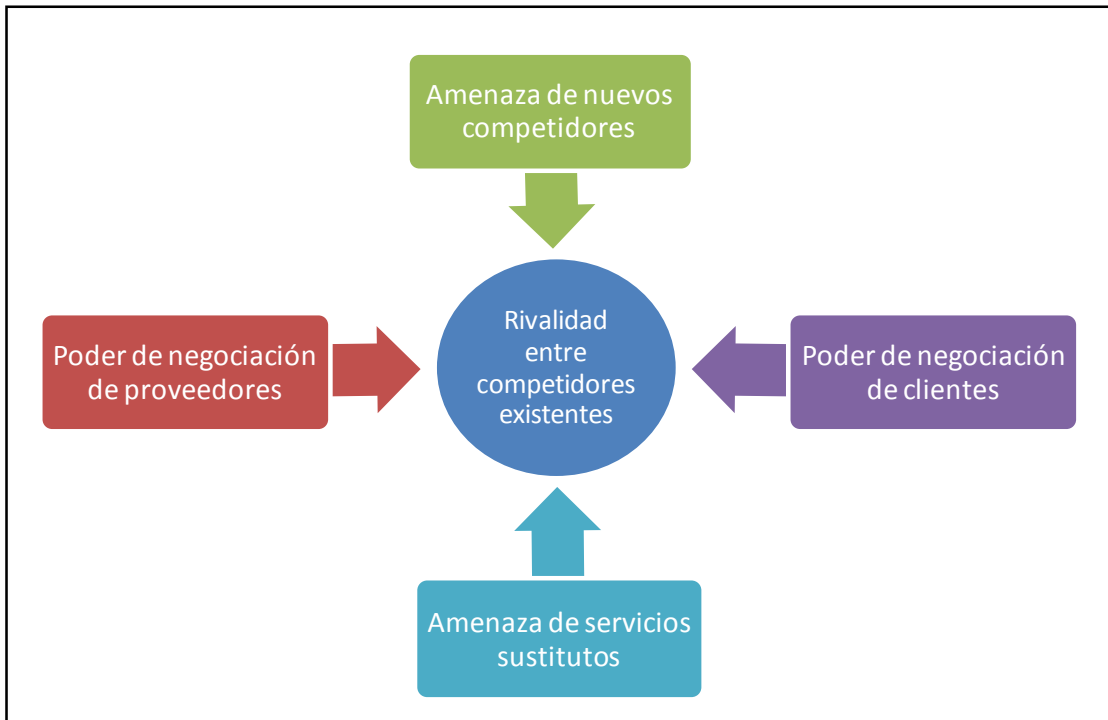 Amenaza de nuevos
competidores
Rivalidad
entre
competidores
existentes
Poder de negociación
de proveedores
Poder de negociación
de clientes
Amenaza de servicios
sustitutos